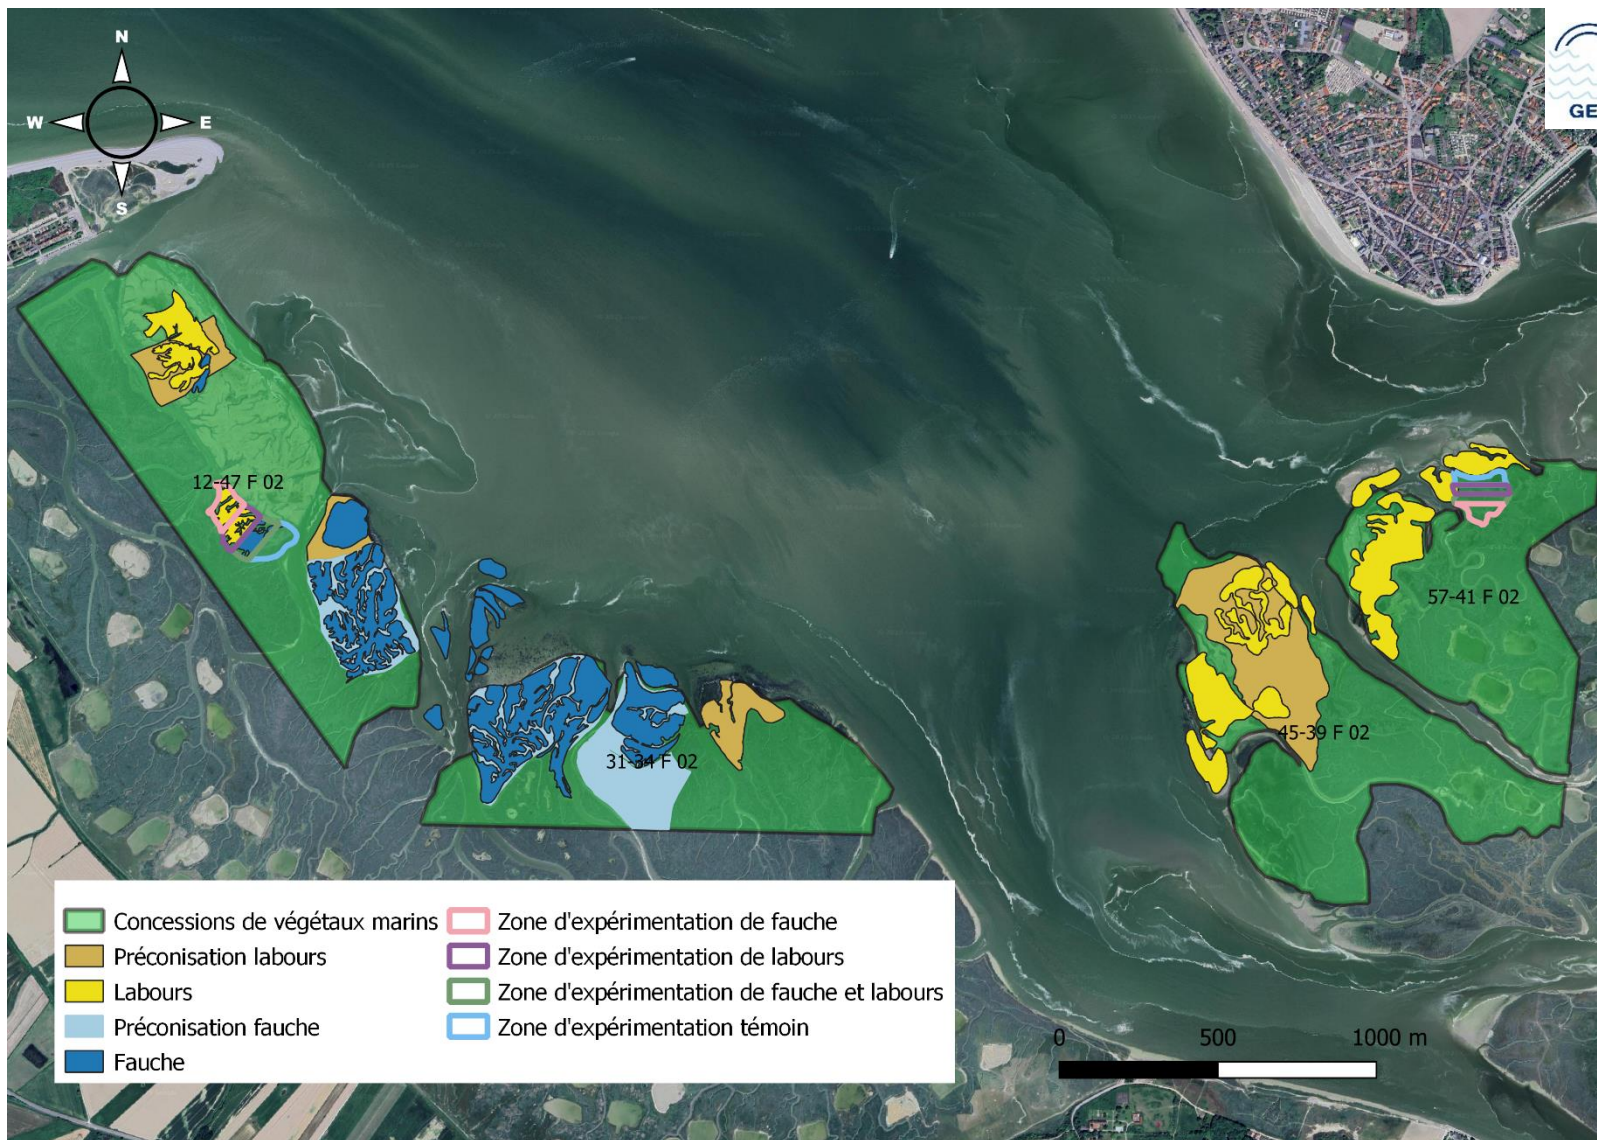 N
W E
S
GE
12-47 F 02
57-41 F 02
45-39 F 02
31-34 F 02
Concessions de végétaux marins
Préconisation labours
Labours
Préconisation fauche
Fauche
Zone d'expérimentation de fauche
Zone d'expérimentation de labours
Zone d'expérimentation de fauche et labours
Zone d'expérimentation témoin
0 500 1000 m